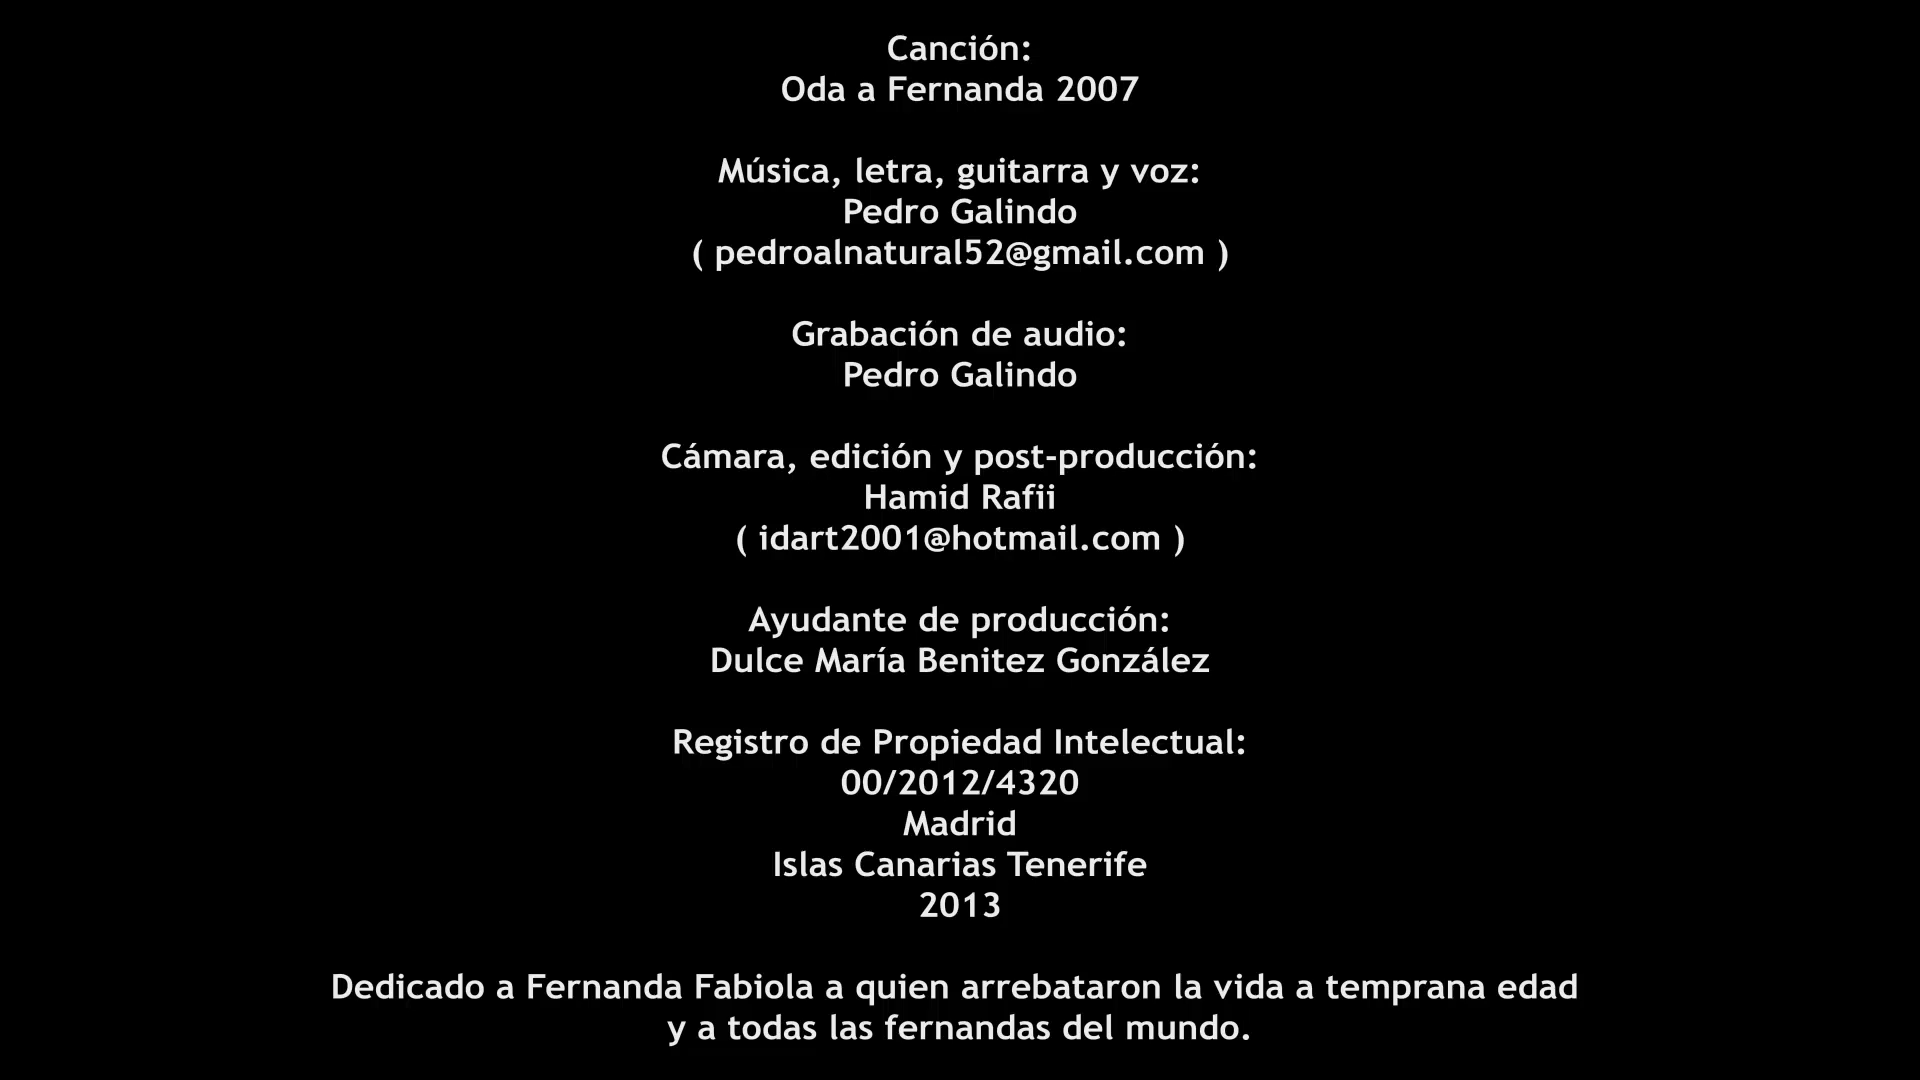 Canción:
Oda a Fernanda 2007
Música, letra, guitarra y voz:
Pedro Galindo
( pedroalnatural52@gmail.com )
Grabación de audio:
Pedro Galindo
Cámara, edición y post-producción:
Hamid Rafii
( idart2001@hotmail.com )
Ayudante de producción:
Dulce María Benitez González
Registro de Propiedad Intelectual:
00/2012/4320
Madrid
Islas Canarias Tenerife
2013
Dedicado a Fernanda Fabiola a quien arrebataron la vida a temprana edad
y a todas las fernandas del mundo.